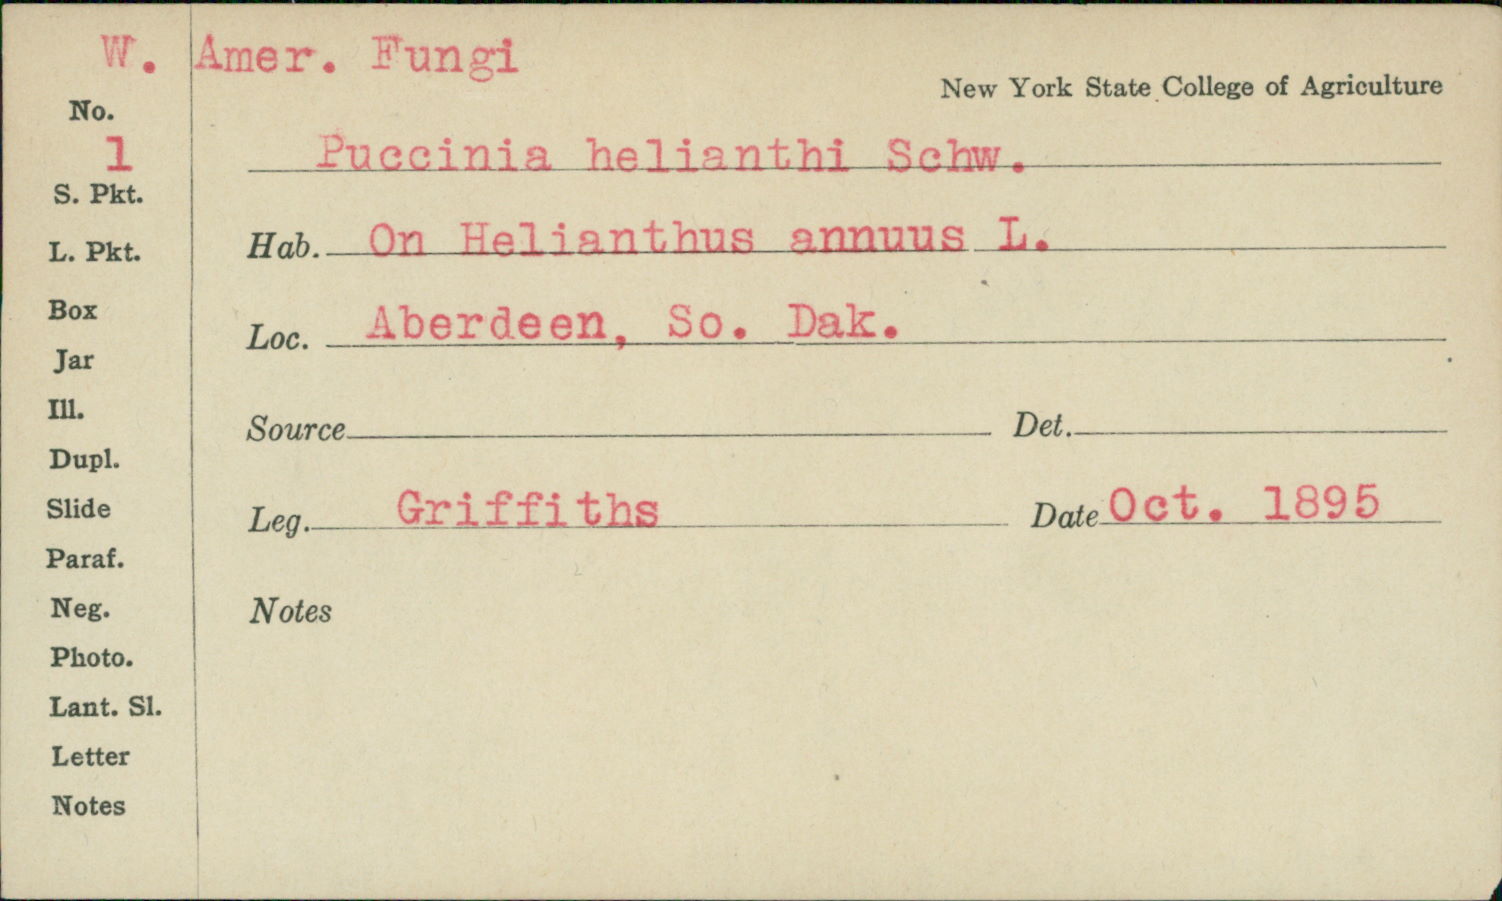 W. Amer. Fungi
New York State College of Agriculture
No.
1
Puccinia helianthi Schw.
S. Pkt.
Hab. On Helianthus annuus L.
L. Pkt.
Box
Loc. Aberdeen, So. Dak.
Jar
Ill.
Source Det.
Dupl.
Slide
Leg. Griffiths Date Oct. 1895
Paraf.
Neg.
Notes
Photo.
Lant. Sl.
Letter
Notes